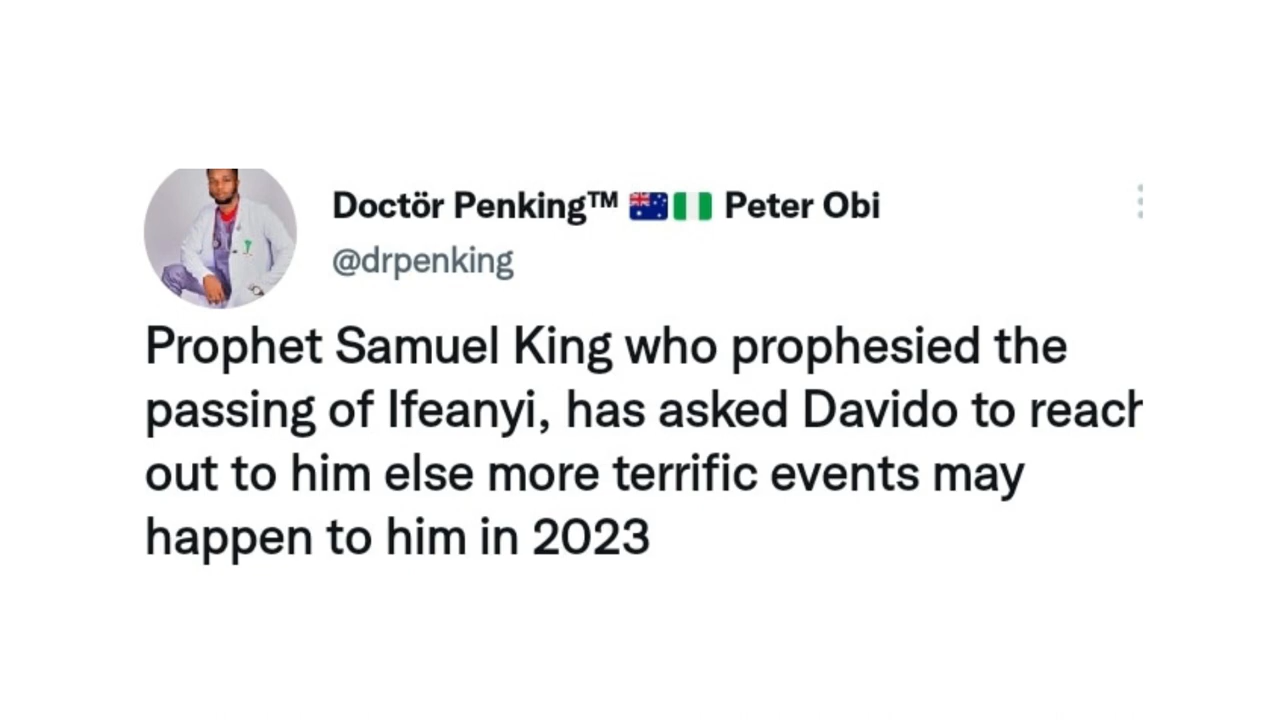 Doctör Penking™ 🇦🇺🇳🇬 Peter Obi
@drpenking
Prophet Samuel King who prophesied the
passing of Ifeanyi, has asked Davido to reach
out to him else more terrific events may
happen to him in 2023